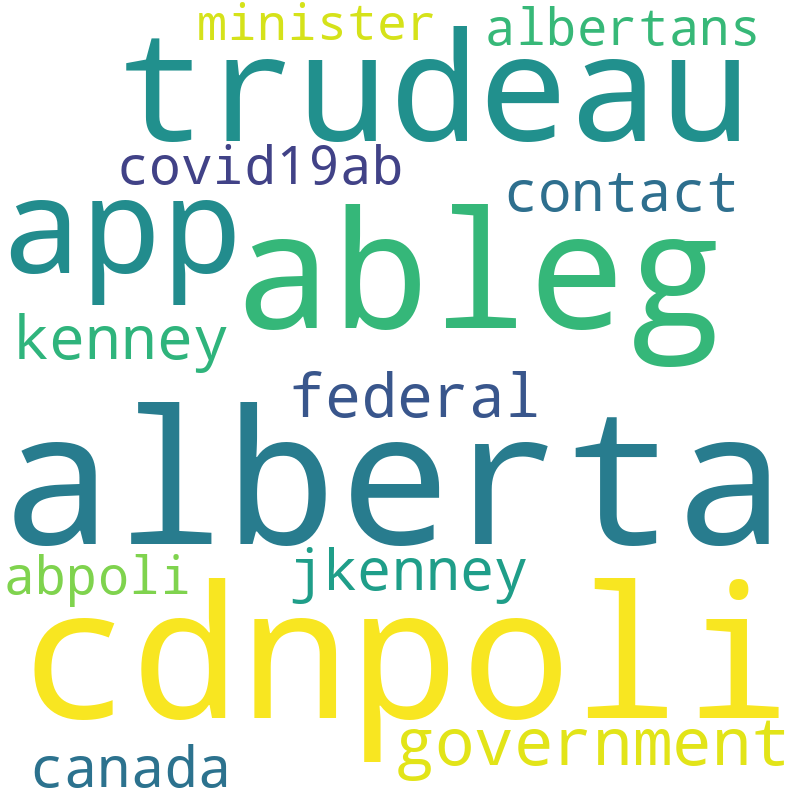 minister albertans
trudeau
covid19ab
contact
app
ableg
kenney
federal
alberta
abpoli
jkenney
cdnpoli
government
canada